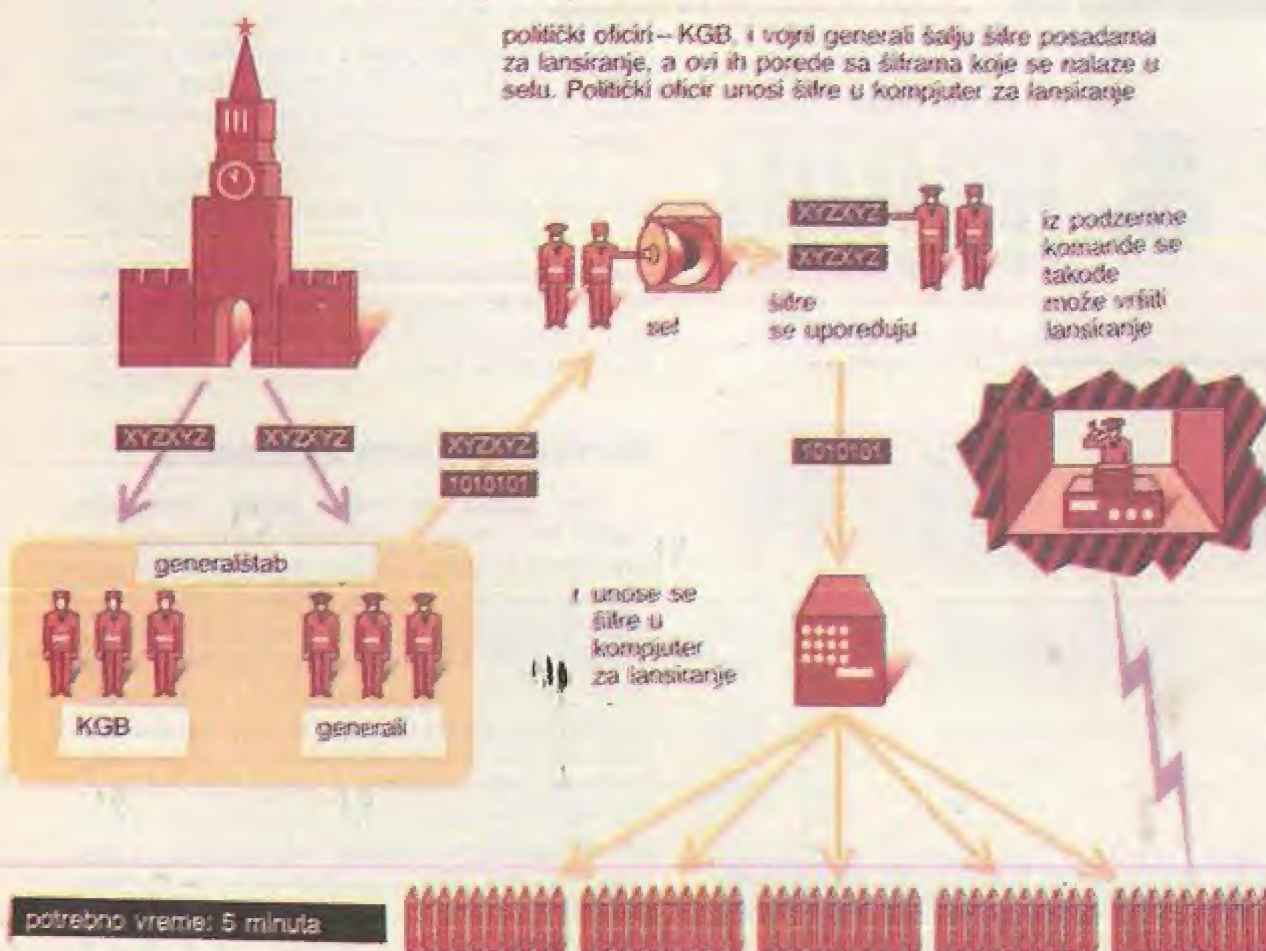 politički oficiri – KGB, i vojni generali šalju šifre posadama
za lansiranje, a ovi ih porede sa šiframa koje se nalaze u
sefu. Politički oficir unosi šifre u kompjuter za lansiranje
XYZXYZ
XYZXYZ
sef
šifre
se upoređuju
iz podzemne
komande se
takođe
može vršiti
lansiranje
XYZXYZ
XYZXYZ
XYZXYZ
1010101
1010101
generalštab
KGB
generali
i unose se
šifre u
kompjuter
za lansiranje
potrebno vreme: 5 minuta